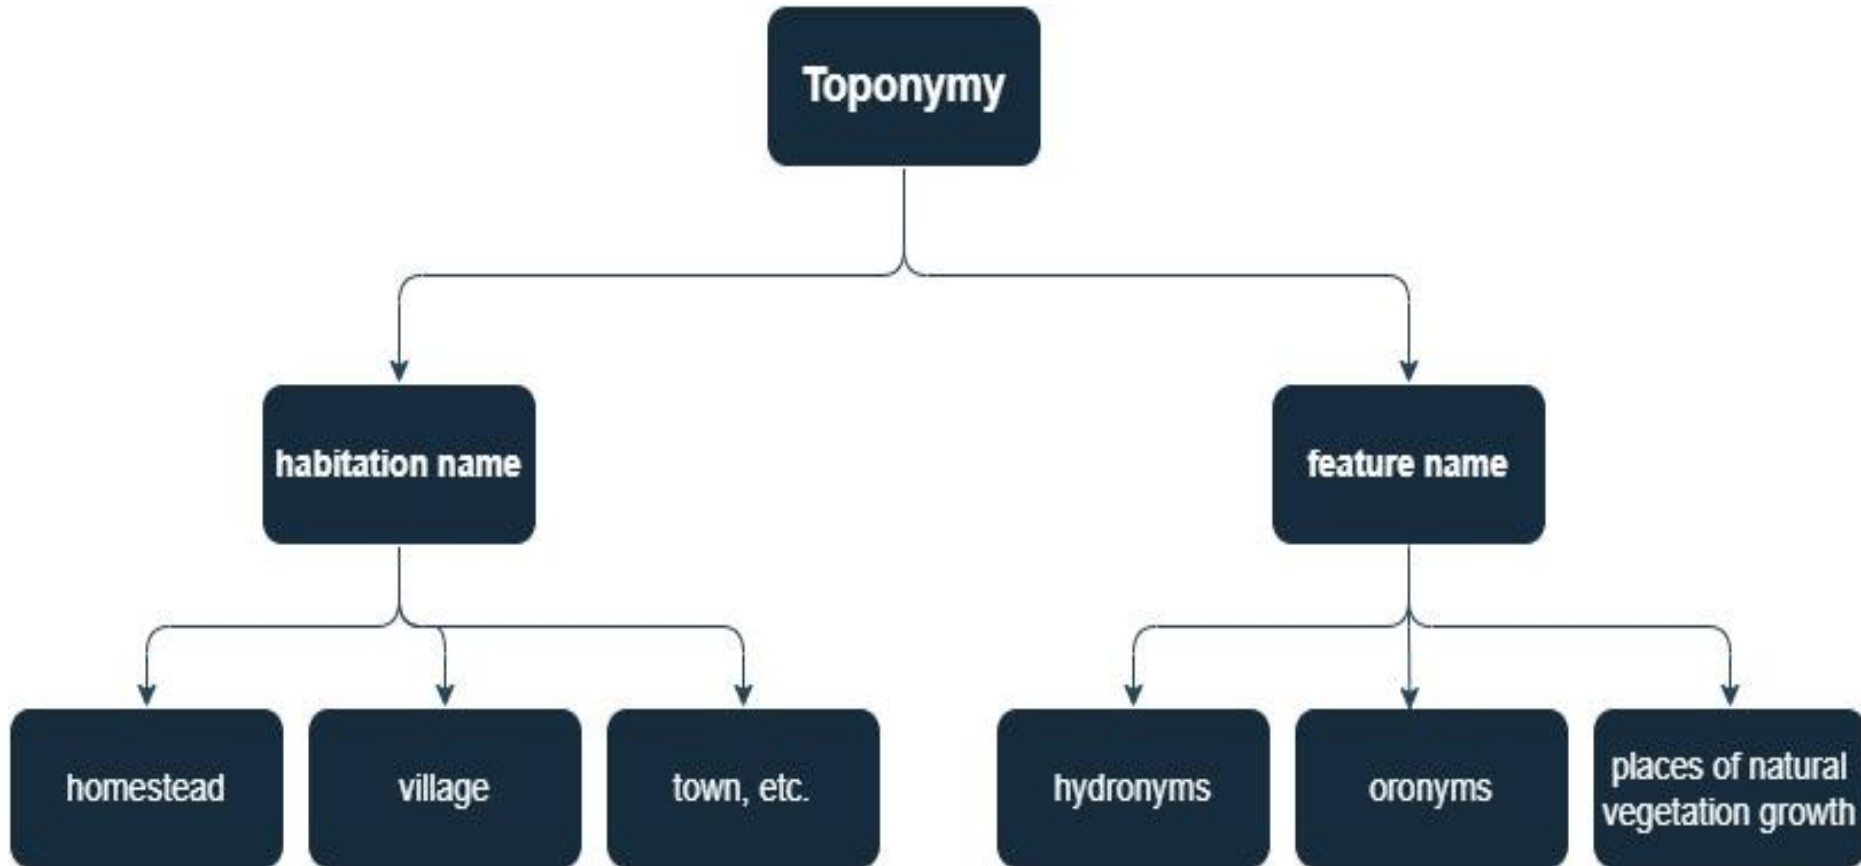 Toponymy
habitation name
feature name
homestead
village
town, etc.
hydronyms
oronyms
places of natural
vegetation growth